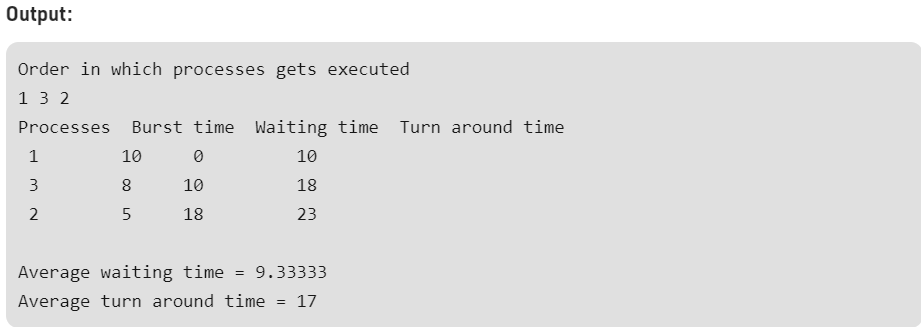 Output:
Order in which processes gets executed
1 3 2
Processes  Burst time  Waiting time  Turn around time
1        10     0         10
3        8     10         18
2        5     18         23
Average waiting time = 9.33333
Average turn around time = 17